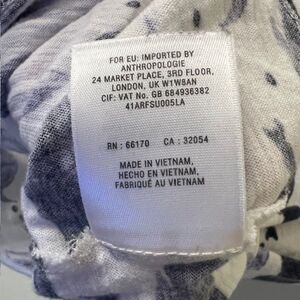 FOR EU: IMPORTED BY
ANTHROPOLOGIE
24 MARKET PLACE, 3RD FLOOR,
LONDON, UK W1W8AN
CIF: VAT No. GB 684936382
41ARFSU005LA
RN : 66170 CA : 32054
MADE IN VIETNAM,
HECHO EN VIETNAM,
FABRIQUÉ AU VIETNAM